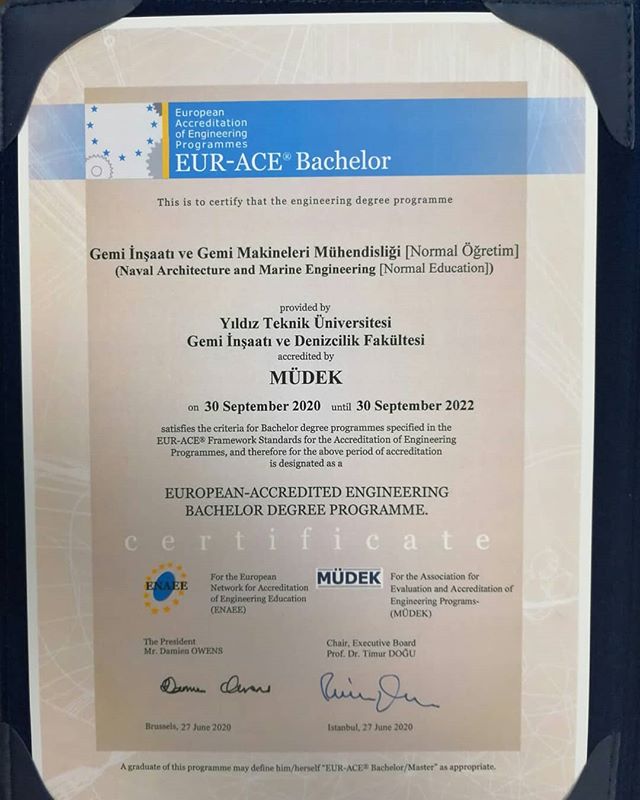 European
Accreditation
of Engineering
Programmes
EUR-ACE® Bachelor
This is to certify that the engineering degree programme
Gemi İnşaatı ve Gemi Makineleri Mühendisliği [Normal Öğretim]
(Naval Architecture and Marine Engineering [Normal Education])
provided by
Yıldız Teknik Üniversitesi
Gemi İnşaatı ve Denizcilik Fakültesi
accredited by
MÜDEK
on 30 September 2020 until 30 September 2022
satisfies the criteria for Bachelor degree programmes specified in the
EUR-ACE® Framework Standards for the Accreditation of Engineering
Programmes, and therefore for the above period of accreditation
is designated as a
EUROPEAN-ACCREDITED ENGINEERING
BACHELOR DEGREE PROGRAMME.
certificate
ENAEE
For the European
Network for Accreditation
of Engineering Education
(ENAEE)
MÜDEK
For the Association for
Evaluation and Accreditation of
Engineering Programs-
(MÜDEK)
The President
Mr. Damien OWENS
Chair, Executive Board
Prof. Dr. Timur DOĞU
Damien Owens
Brussels, 27 June 2020
Istanbul, 27 June 2020
A graduate of this programme may define him/herself "EUR-ACE® Bachelor/Master" as appropriate.